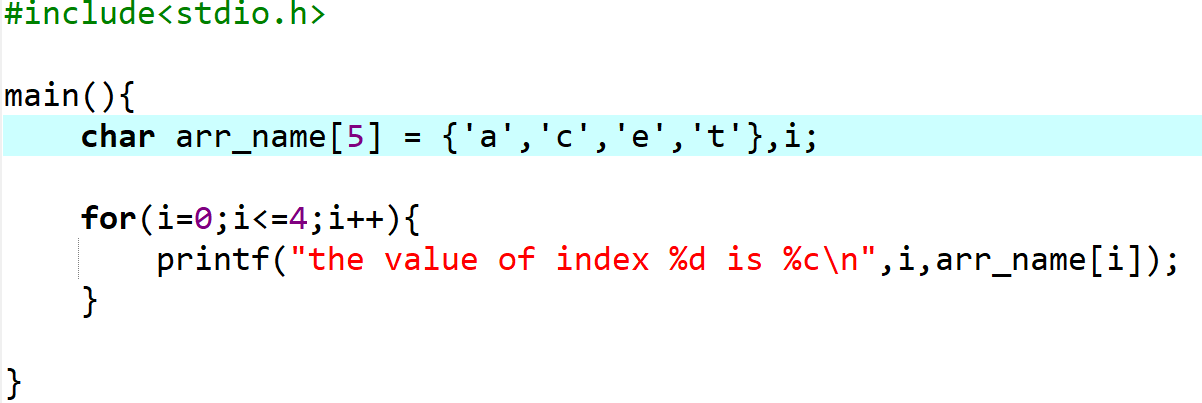 #include<stdio.h>
main(){
    char arr_name[5] = {'a','c','e','t'},i;
    for(i=0;i<=4;i++){
        printf("the value of index %d is %c\n",i,arr_name[i]);
    }
}